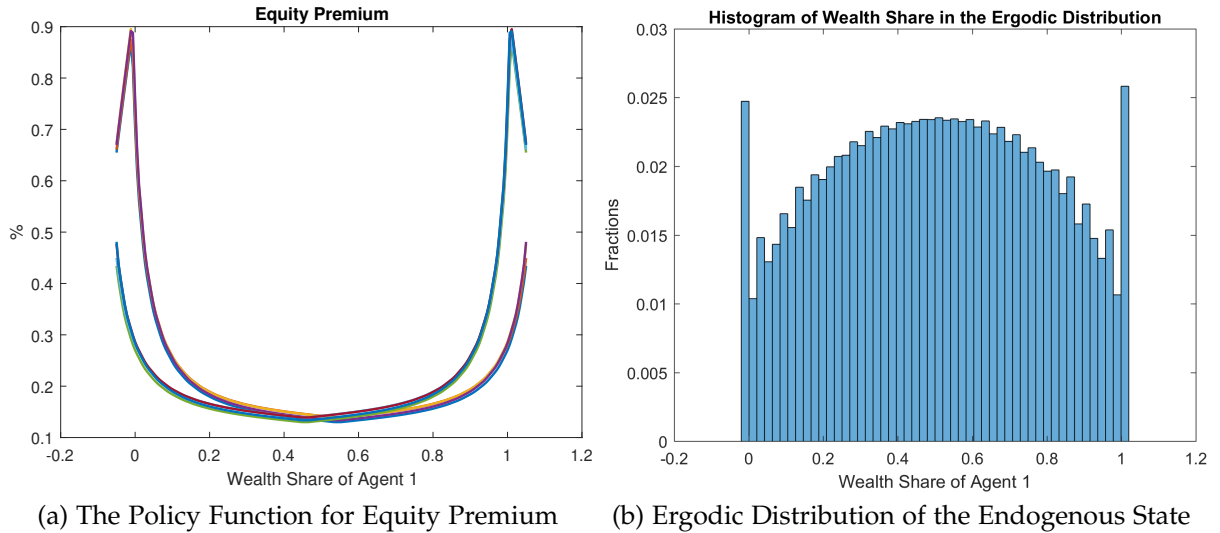 Equity Premium
0.9
0.8
0.7
0.6
0.5
0.4
0.3
0.2
0.1
%
-0.2 0 0.2 0.4 0.6 0.8 1 1.2
Wealth Share of Agent 1
(a) The Policy Function for Equity Premium
Histogram of Wealth Share in the Ergodic Distribution
0.03
0.025
0.02
0.015
0.01
0.005
0
Fractions
-0.2 0 0.2 0.4 0.6 0.8 1 1.2
Wealth Share of Agent 1
(b) Ergodic Distribution of the Endogenous State